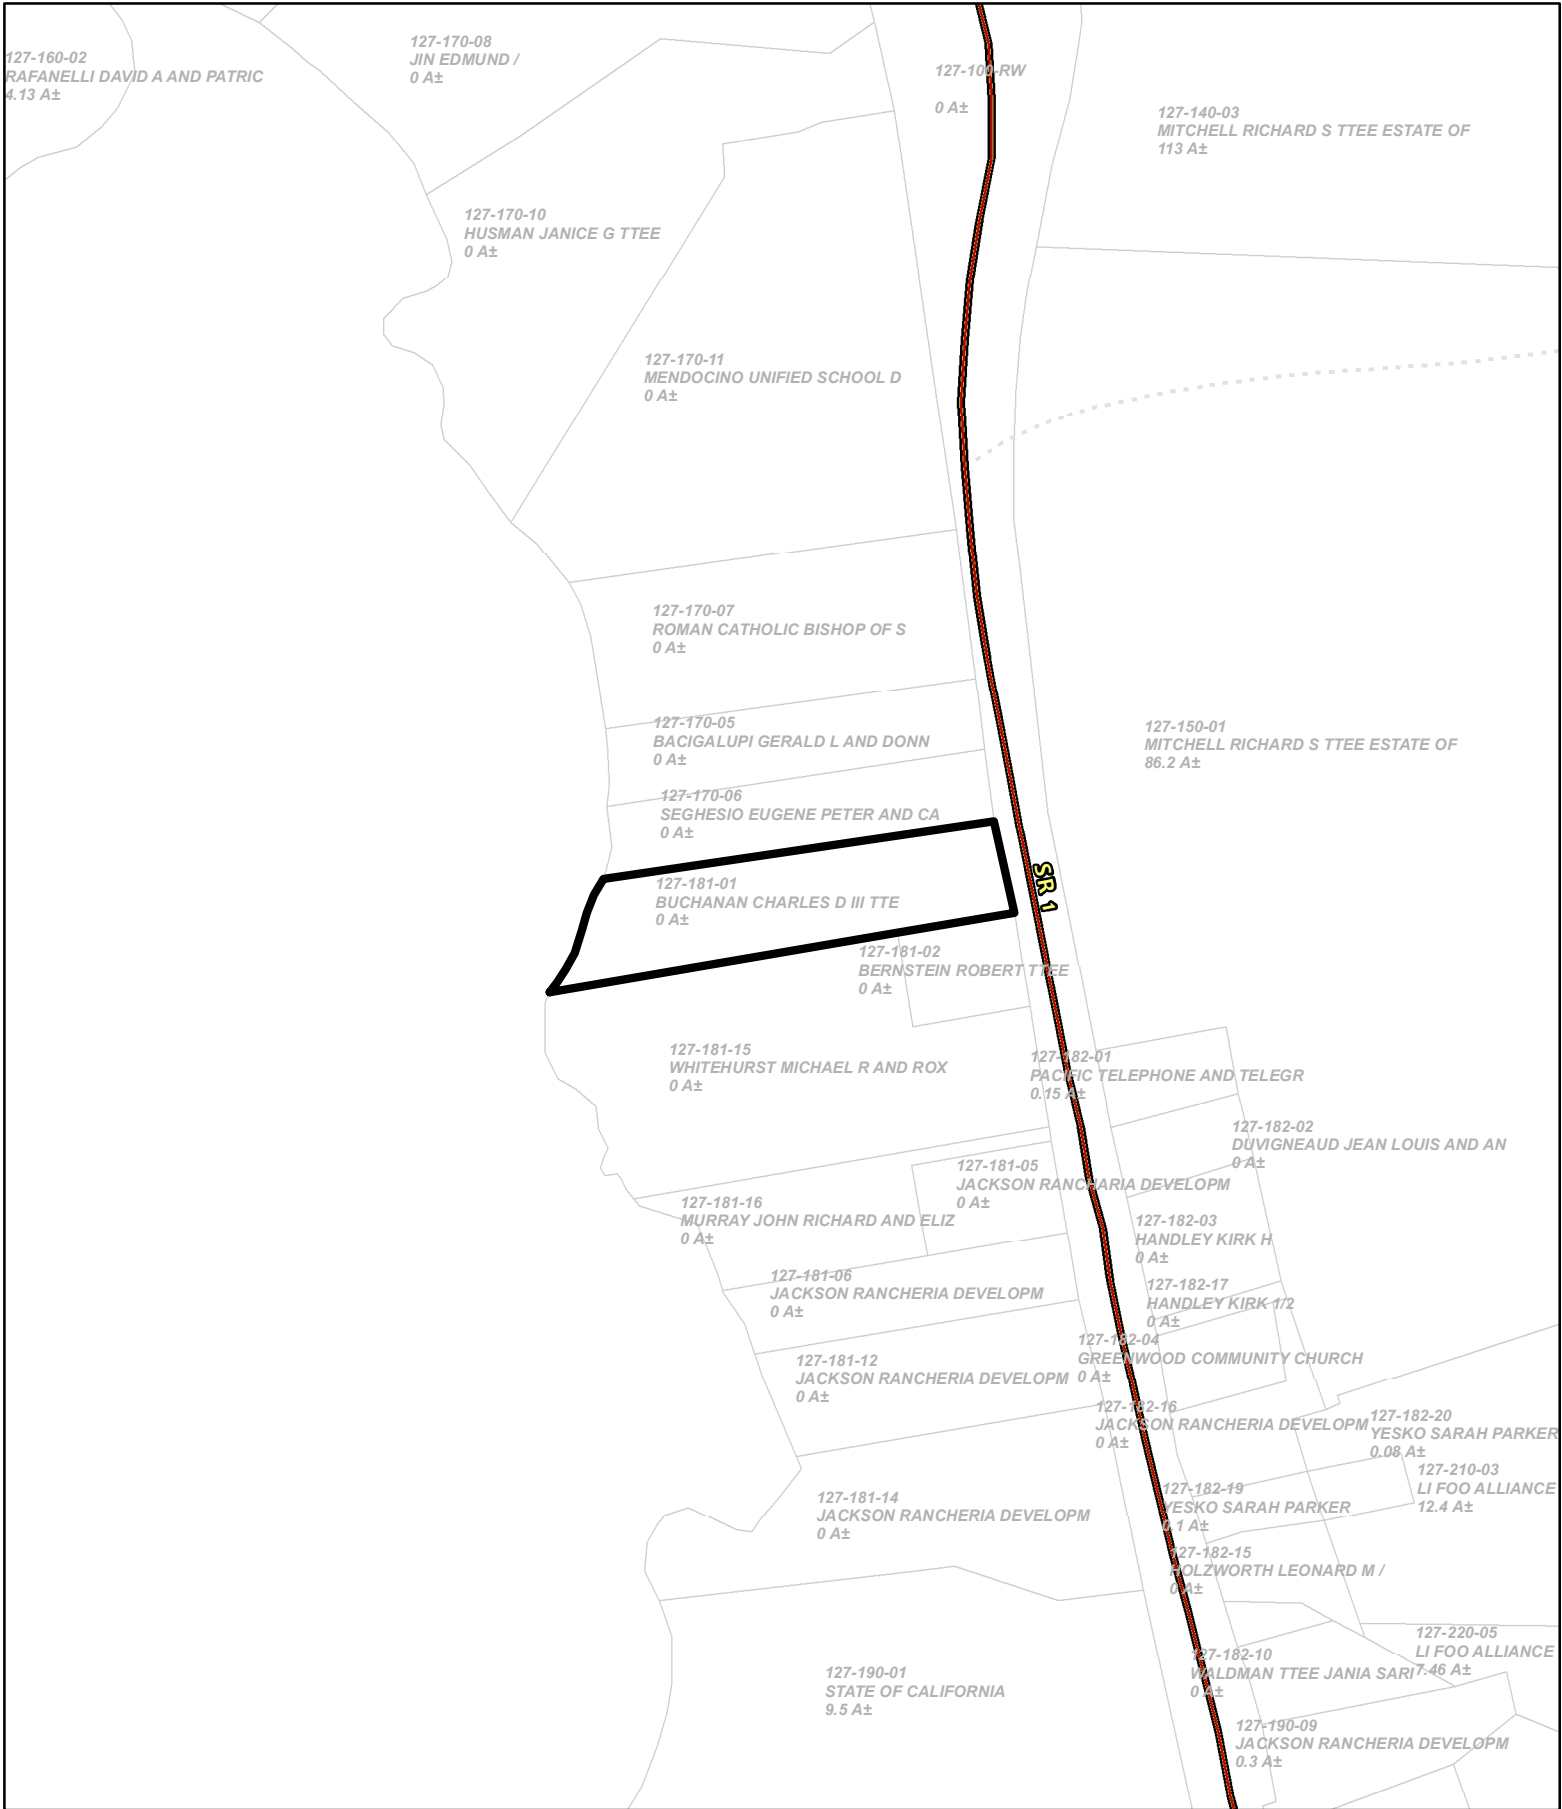 127-160-02
RAFANELLI DAVID A AND PATRIC
4.13 A±
127-170-08
JIN EDMUND /
0 A±
127-100-RW
0 A±
127-140-03
MITCHELL RICHARD S TTEE ESTATE OF
113 A±
127-170-10
HUSMAN JANICE G TTEE
0 A±
127-170-11
MENDOCINO UNIFIED SCHOOL D
0 A±
127-170-07
ROMAN CATHOLIC BISHOP OF S
0 A±
127-170-05
BACIGALUPI GERALD L AND DONN
0 A±
127-150-01
MITCHELL RICHARD S TTEE ESTATE OF
86.2 A±
127-170-06
SEGHESIO EUGENE PETER AND CA
0 A±
SR 1
127-181-01
BUCHANAN CHARLES D III TTE
0 A±
127-181-02
BERNSTEIN ROBERT TTEE
0 A±
127-181-15
WHITEHURST MICHAEL R AND ROX
0 A±
127-182-01
PACIFIC TELEPHONE AND TELEGR
0.15 A±
127-182-02
DUVIGNEAUD JEAN LOUIS AND AN
0 A±
127-181-05
JACKSON RANCHARIA DEVELOPM
0 A±
127-181-16
MURRAY JOHN RICHARD AND ELIZ
0 A±
127-182-03
HANDLEY KIRK H
0 A±
127-181-06
JACKSON RANCHERIA DEVELOPM
0 A±
127-182-17
HANDLEY KIRK 1/2
0 A±
127-182-04
GREENWOOD COMMUNITY CHURCH
0 A±
127-181-12
JACKSON RANCHERIA DEVELOPM
0 A±
127-182-16
JACKSON RANCHERIA DEVELOPM
0 A±
127-182-20
YESKO SARAH PARKER
0.08 A±
127-210-03
LI FOO ALLIANCE
12.4 A±
127-181-14
JACKSON RANCHERIA DEVELOPM
0 A±
127-182-19
YESKO SARAH PARKER
0.1 A±
127-182-15
HOLZWORTH LEONARD M /
0 A±
127-220-05
LI FOO ALLIANCE
7.46 A±
127-182-10
WALDMAN TTEE JANIA SARI
0 A±
127-190-01
STATE OF CALIFORNIA
9.5 A±
127-190-09
JACKSON RANCHERIA DEVELOPM
0.3 A±